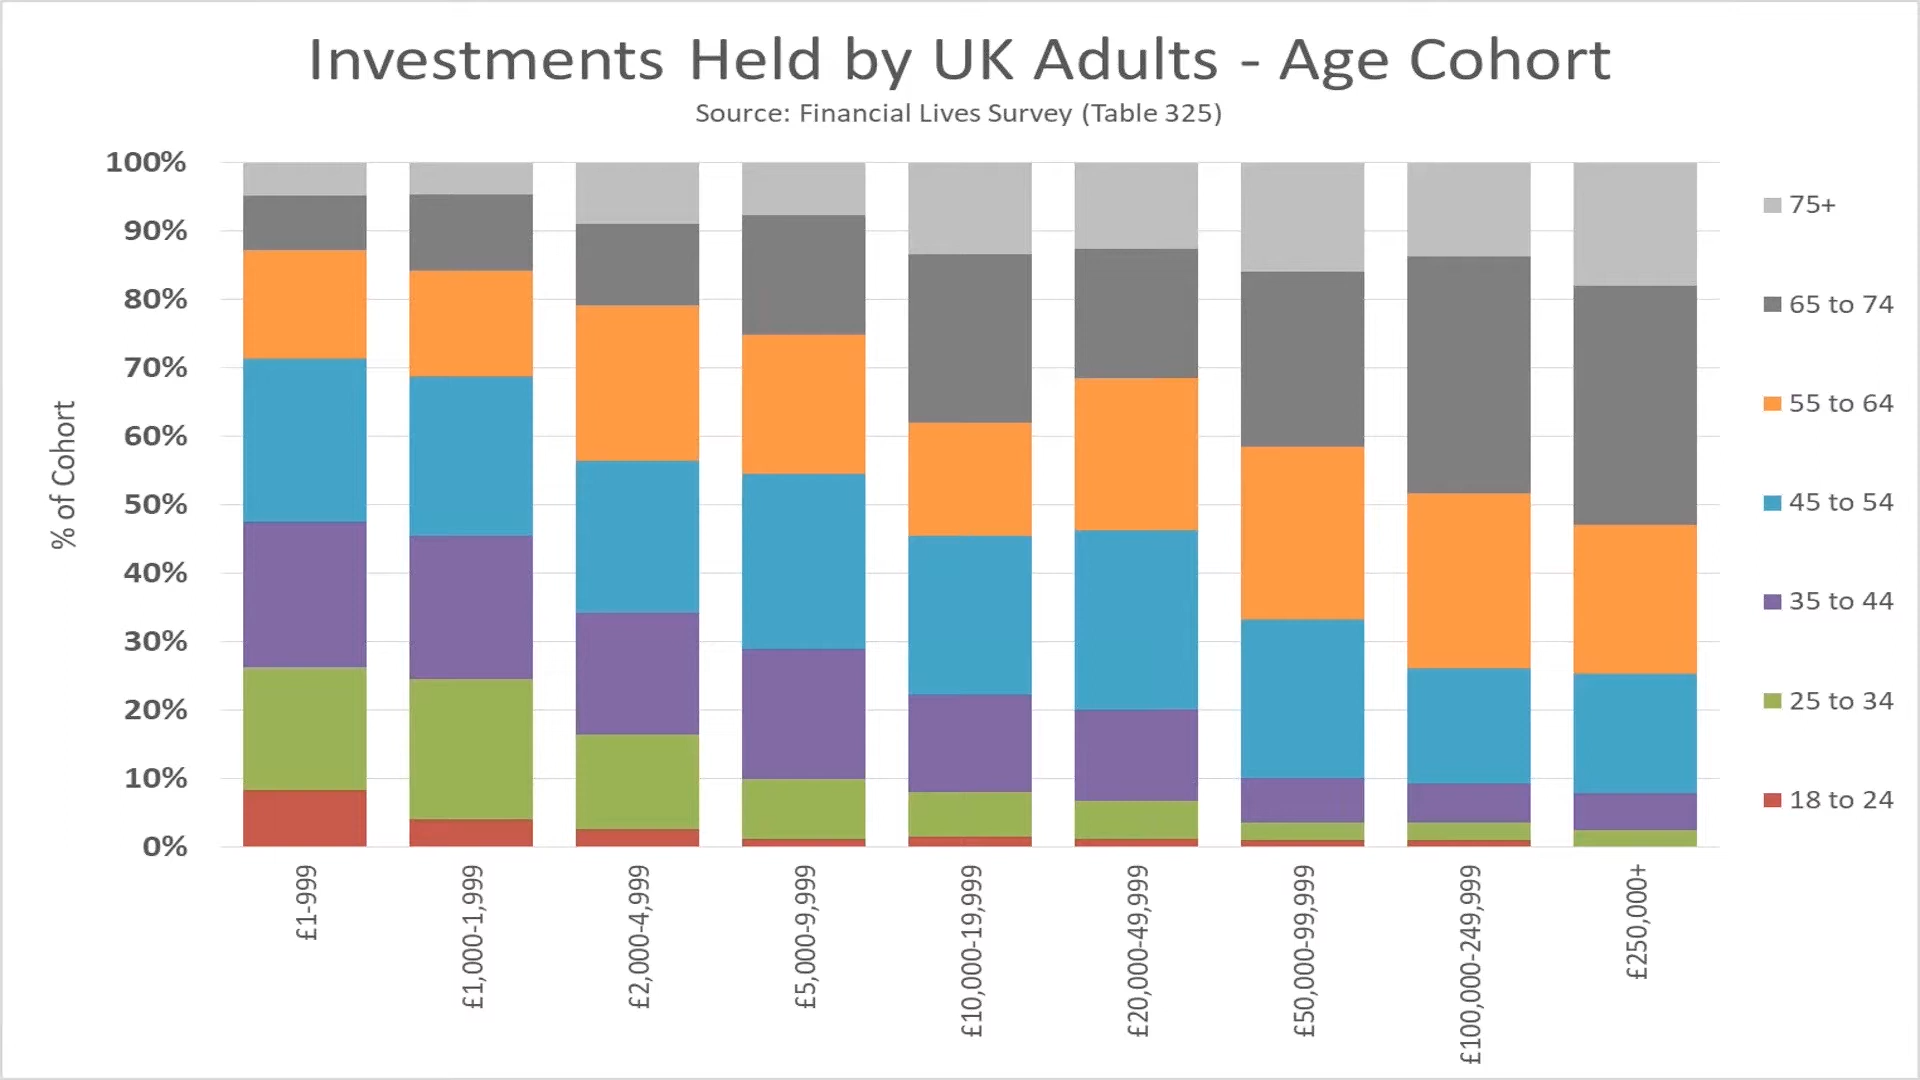 Investments Held by UK Adults - Age Cohort
Source: Financial Lives Survey (Table 325)
% of Cohort
100%
90%
80%
70%
60%
50%
40%
30%
20%
10%
0%
£1-999
£1,000-1,999
£2,000-4,999
£5,000-9,999
£10,000-19,999
£20,000-49,999
£50,000-99,999
£100,000-249,999
£250,000+
75+
65 to 74
55 to 64
45 to 54
35 to 44
25 to 34
18 to 24